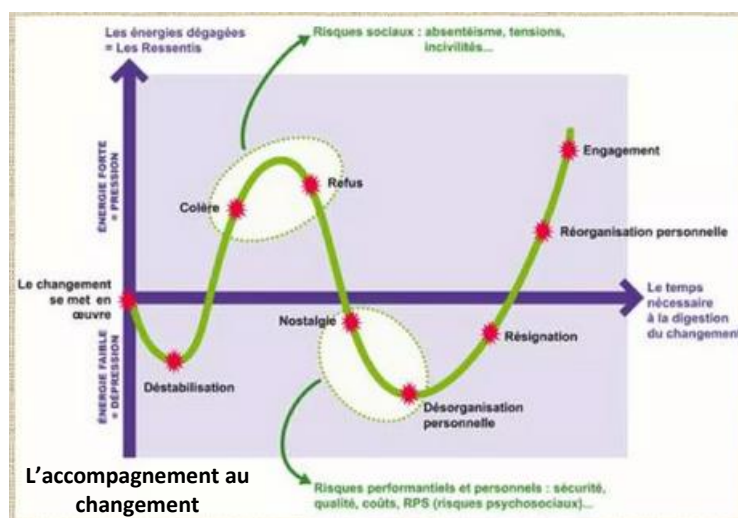 Les énergies dégagées
= Les Ressentis
Risques sociaux : absentéisme, tensions,
incivilités...
ÉNERGIE FORTE
= PRESSION
Engagement
Refus
Colère
Réorganisation personnelle
Le changement
se met en
œuvre
Le temps
nécessaire
à la digestion
du changement
Nostalgie
Résignation
ÉNERGIE FAIBLE
= DÉPRESSION
Déstabilisation
Désorganisation
personnelle
L’accompagnement au
changement
Risques performantiels et personnels : sécurité,
qualité, coûts, RPS (risques psychosociaux)...